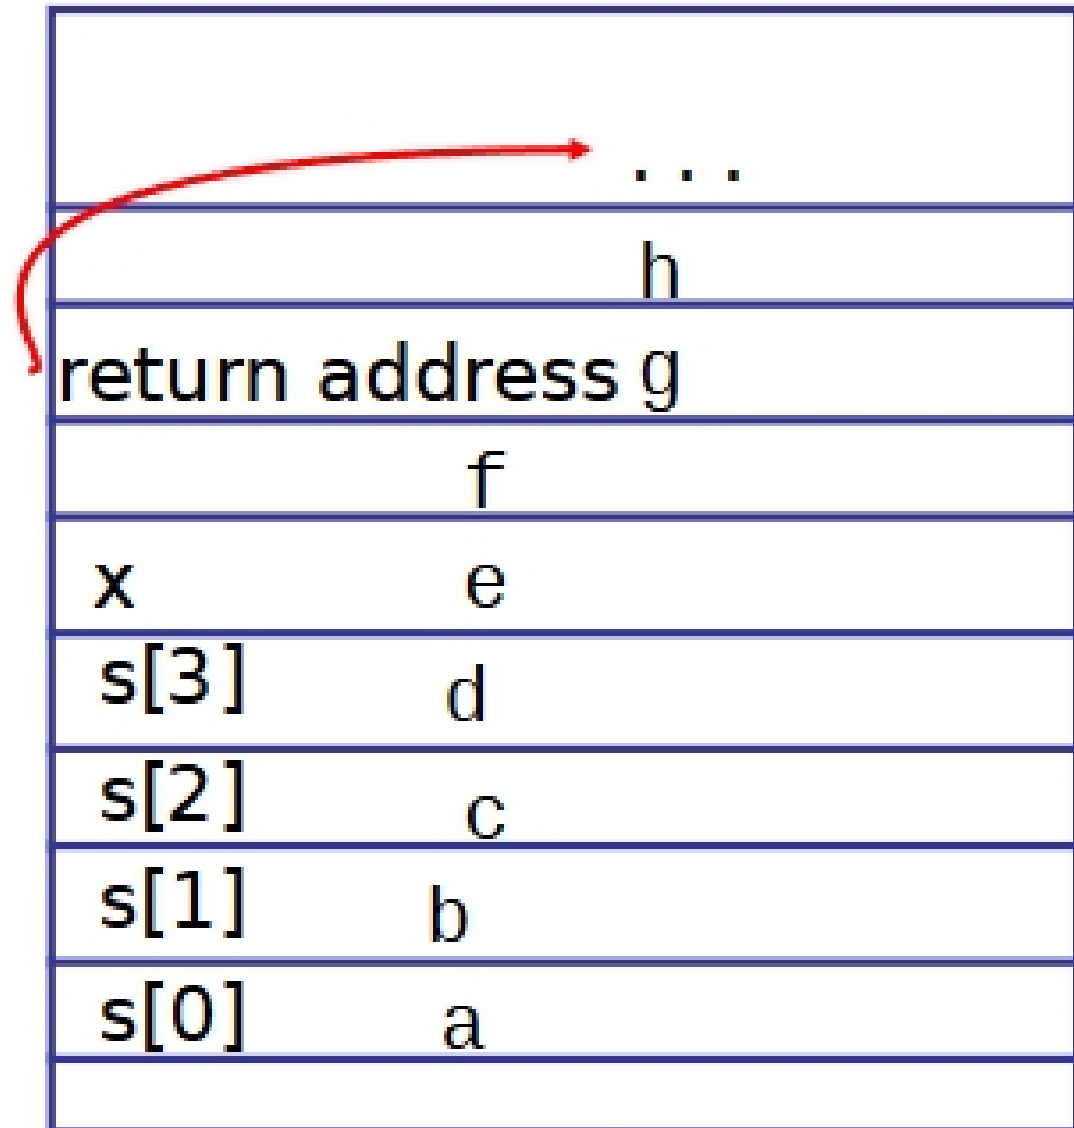 ...
h
return address g
f
x e
s[3] d
s[2] c
s[1] b
s[0] a